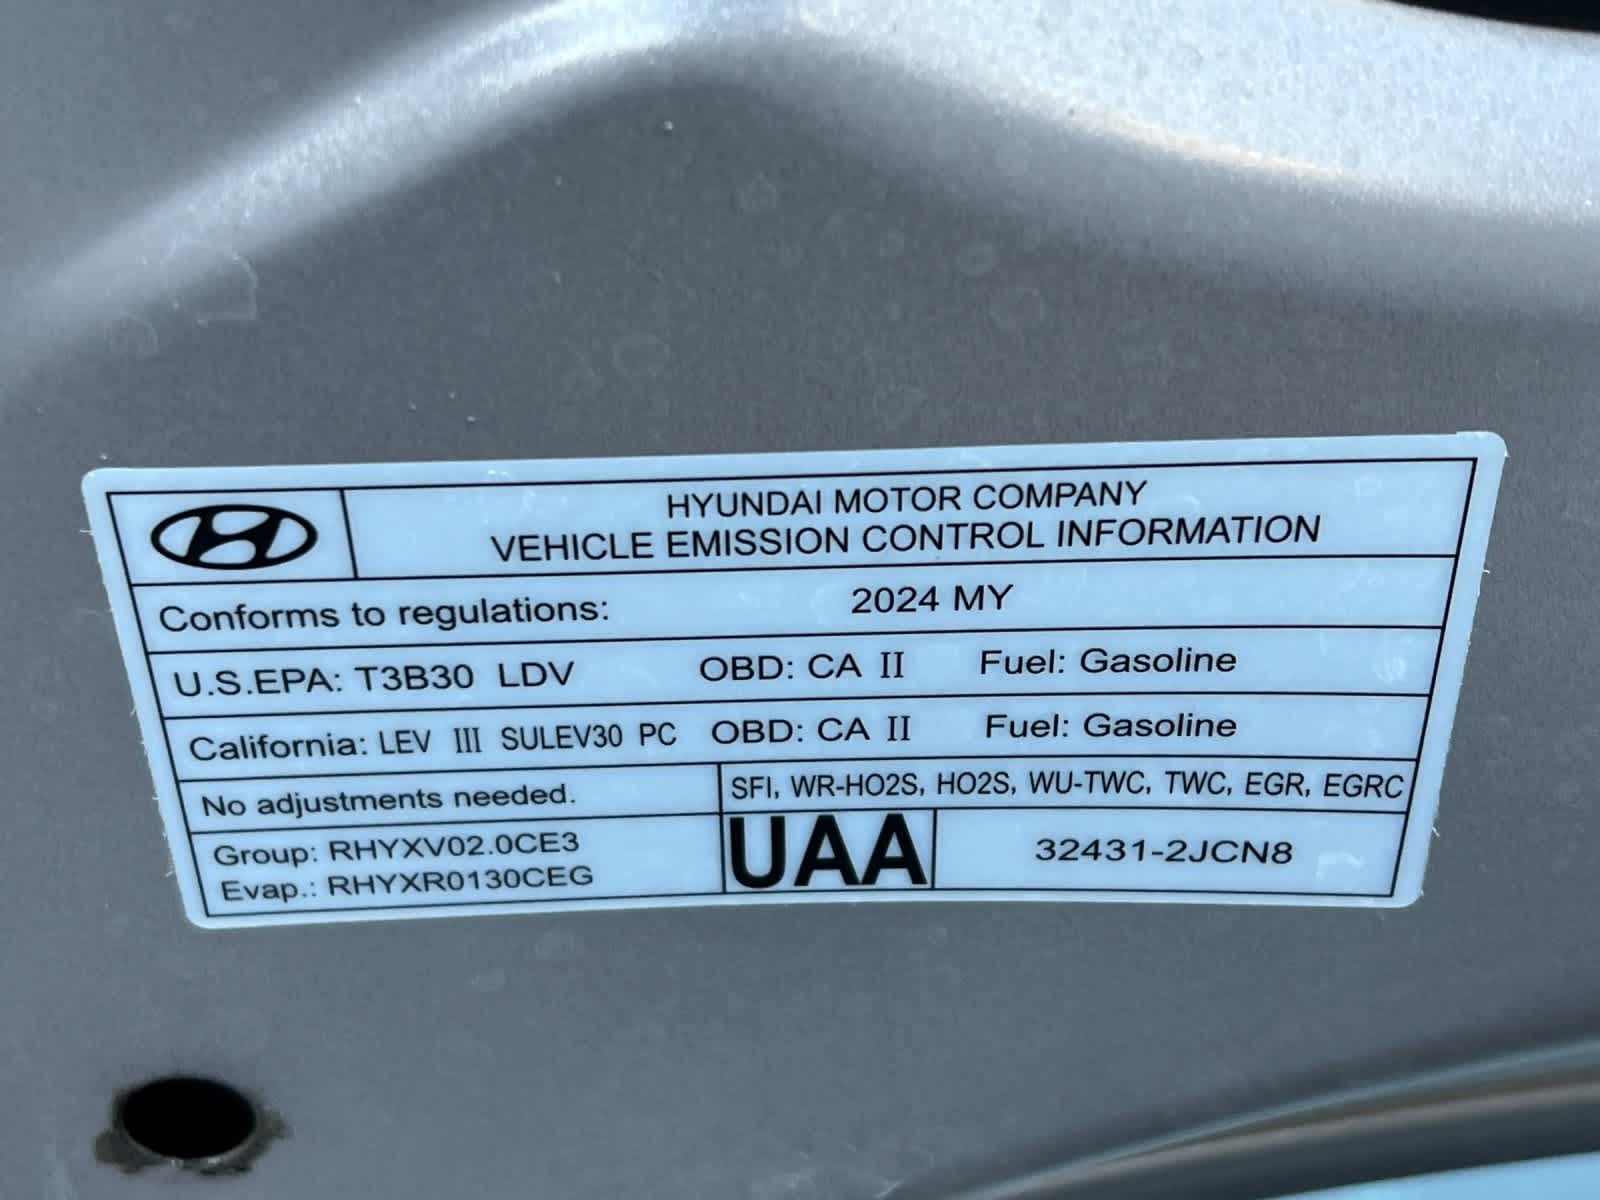 HYUNDAI MOTOR COMPANY
VEHICLE EMISSION CONTROL INFORMATION
Conforms to regulations: 2024 MY
U.S.EPA: T3B30 LDV OBD: CA II Fuel: Gasoline
California: LEV III SULEV30 PC OBD: CA II Fuel: Gasoline
No adjustments needed. SFI, WR-HO2S, HO2S, WU-TWC, TWC, EGR, EGRC
Group: RHYXV02.0CE3
Evap.: RHYXR0130CEG
UAA 32431-2JCN8